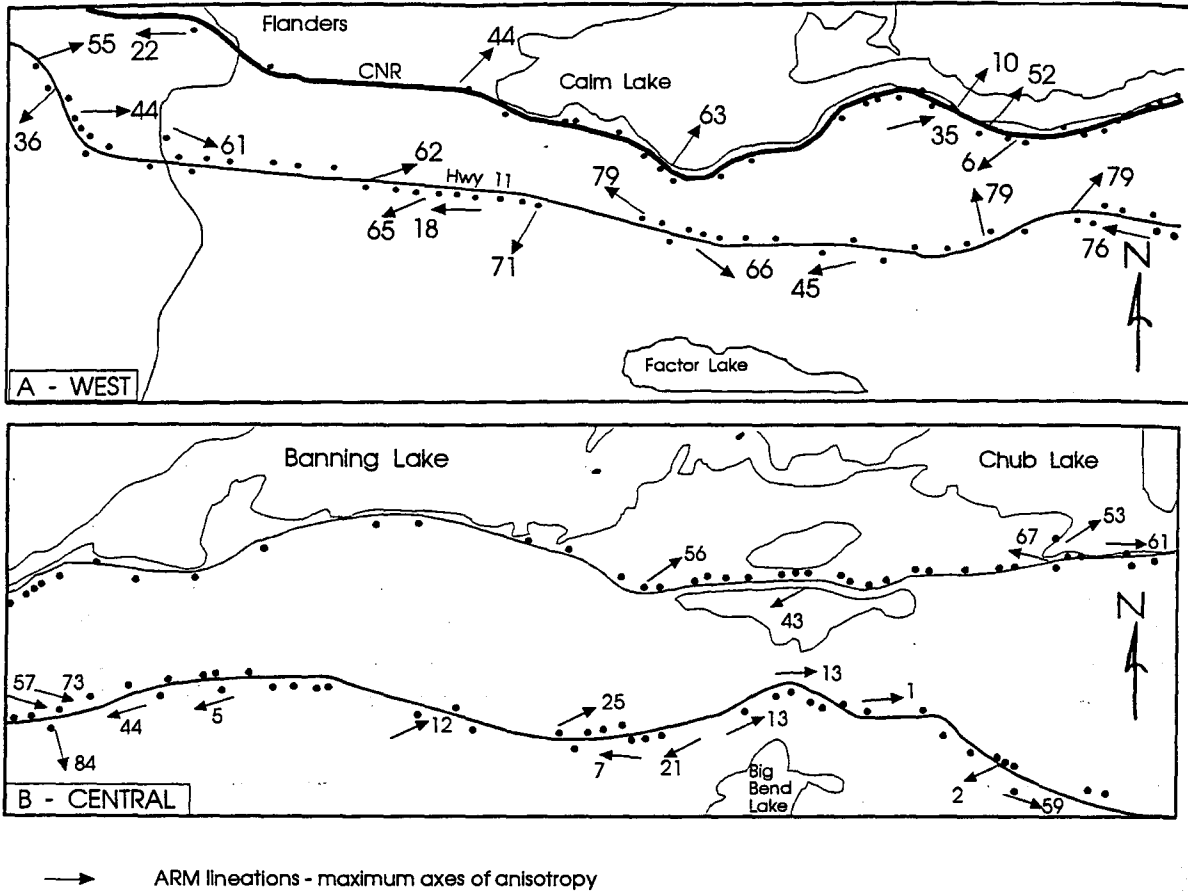 Flanders
55
22
44
CNR
Calm Lake
10
52
36
44
61
63
35
6
62
Hwy 11
79
79
79
65
18
71
66
45
76
N
Factor Lake
A - WEST
Banning Lake
Chub Lake
53
67
61
56
43
N
57
73
13
1
44
5
12
25
13
84
7
21
Big
Bend
Lake
2
59
B - CENTRAL
ARM lineations - maximum axes of anisotropy